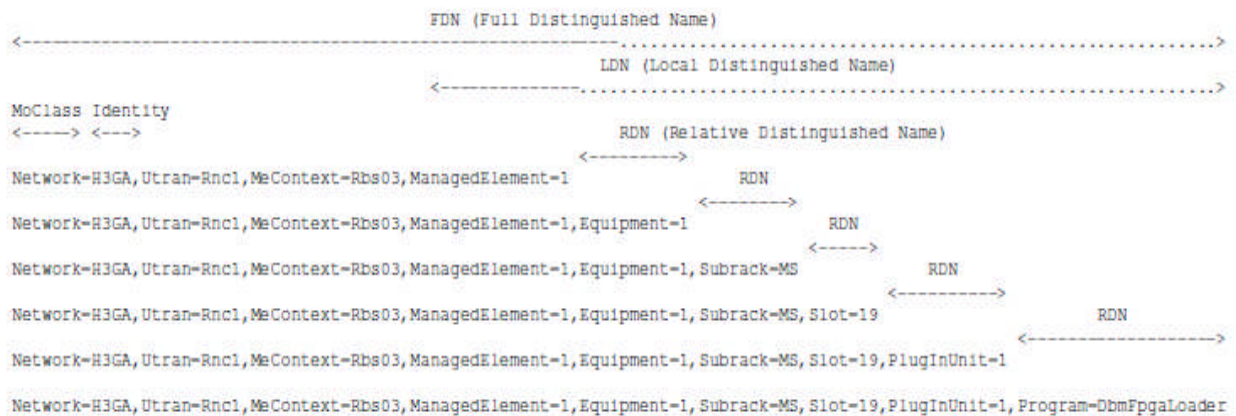 FDN (Full Distinguished Name)
<------------------------------------------------------------............................................................>
LDN (Local Distinguished Name)
<--------------................................................................>
MoClass Identity
<-----> <--->
RDN (Relative Distinguished Name)
<--------->
Network=H3GA,Utran=Rnc1,MeContext=Rbs03,ManagedElement=1
RDN
<-------->
Network=H3GA,Utran=Rnc1,MeContext=Rbs03,ManagedElement=1,Equipment=1
RDN
<----->
Network=H3GA,Utran=Rnc1,MeContext=Rbs03,ManagedElement=1,Equipment=1,Subrack=MS
RDN
<---------->
Network=H3GA,Utran=Rnc1,MeContext=Rbs03,ManagedElement=1,Equipment=1,Subrack=MS,Slot=19
RDN
<------------------->
Network=H3GA,Utran=Rnc1,MeContext=Rbs03,ManagedElement=1,Equipment=1,Subrack=MS,Slot=19,PlugInUnit=1
Network=H3GA,Utran=Rnc1,MeContext=Rbs03,ManagedElement=1,Equipment=1,Subrack=MS,Slot=19,PlugInUnit=1,Program=DbmFpgaLoader